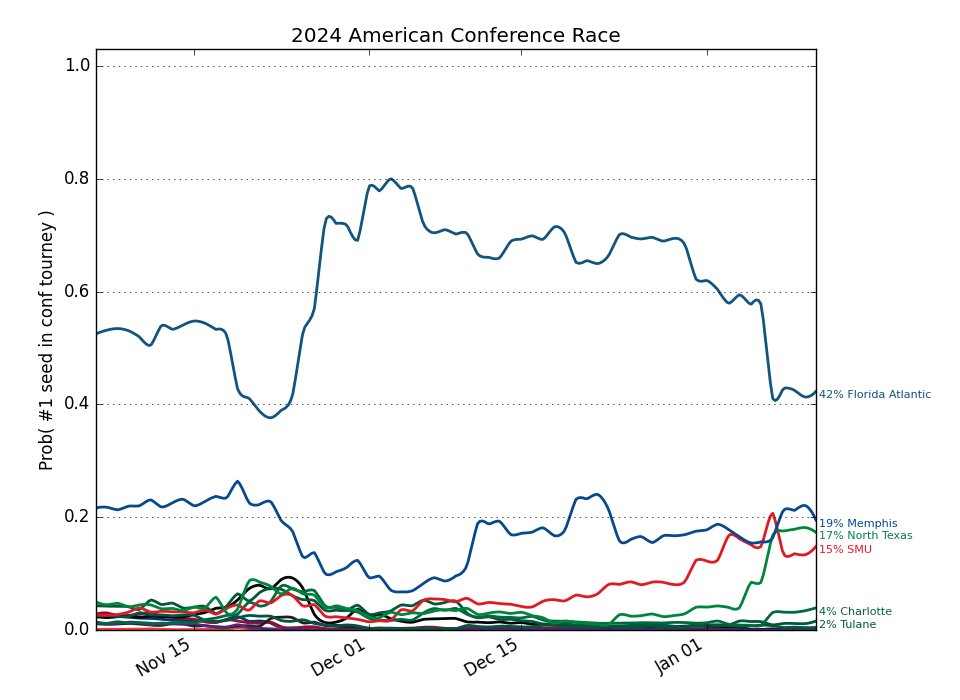 2024 American Conference Race
Prob( #1 seed in conf tourney )
1.0
0.8
0.6
0.4
0.2
0.0
Nov 15
Dec 01
Dec 15
Jan 01
42% Florida Atlantic
19% Memphis
17% North Texas
15% SMU
4% Charlotte
2% Tulane